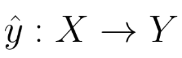 ŷ : X → Y